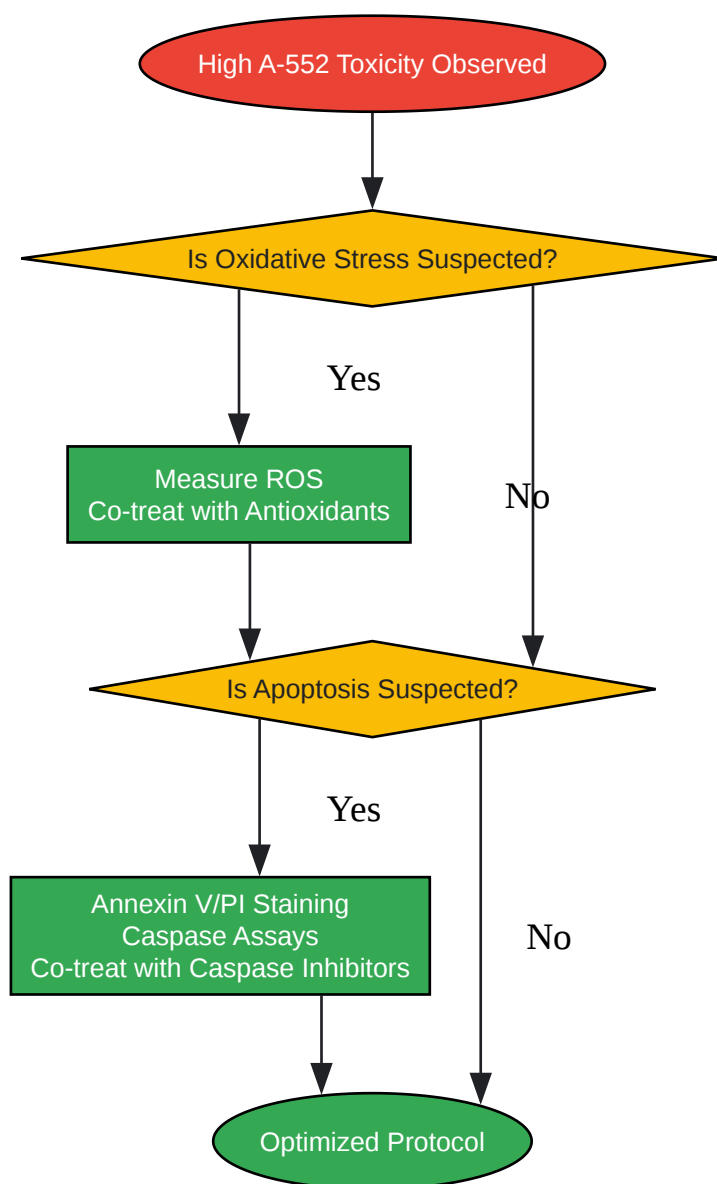 High A-552 Toxicity Observed
Is Oxidative Stress Suspected?
Yes
Measure ROS
Co-treat with Antioxidants
No
Is Apoptosis Suspected?
Yes
Annexin V/PI Staining
Caspase Assays
Co-treat with Caspase Inhibitors
No
Optimized Protocol